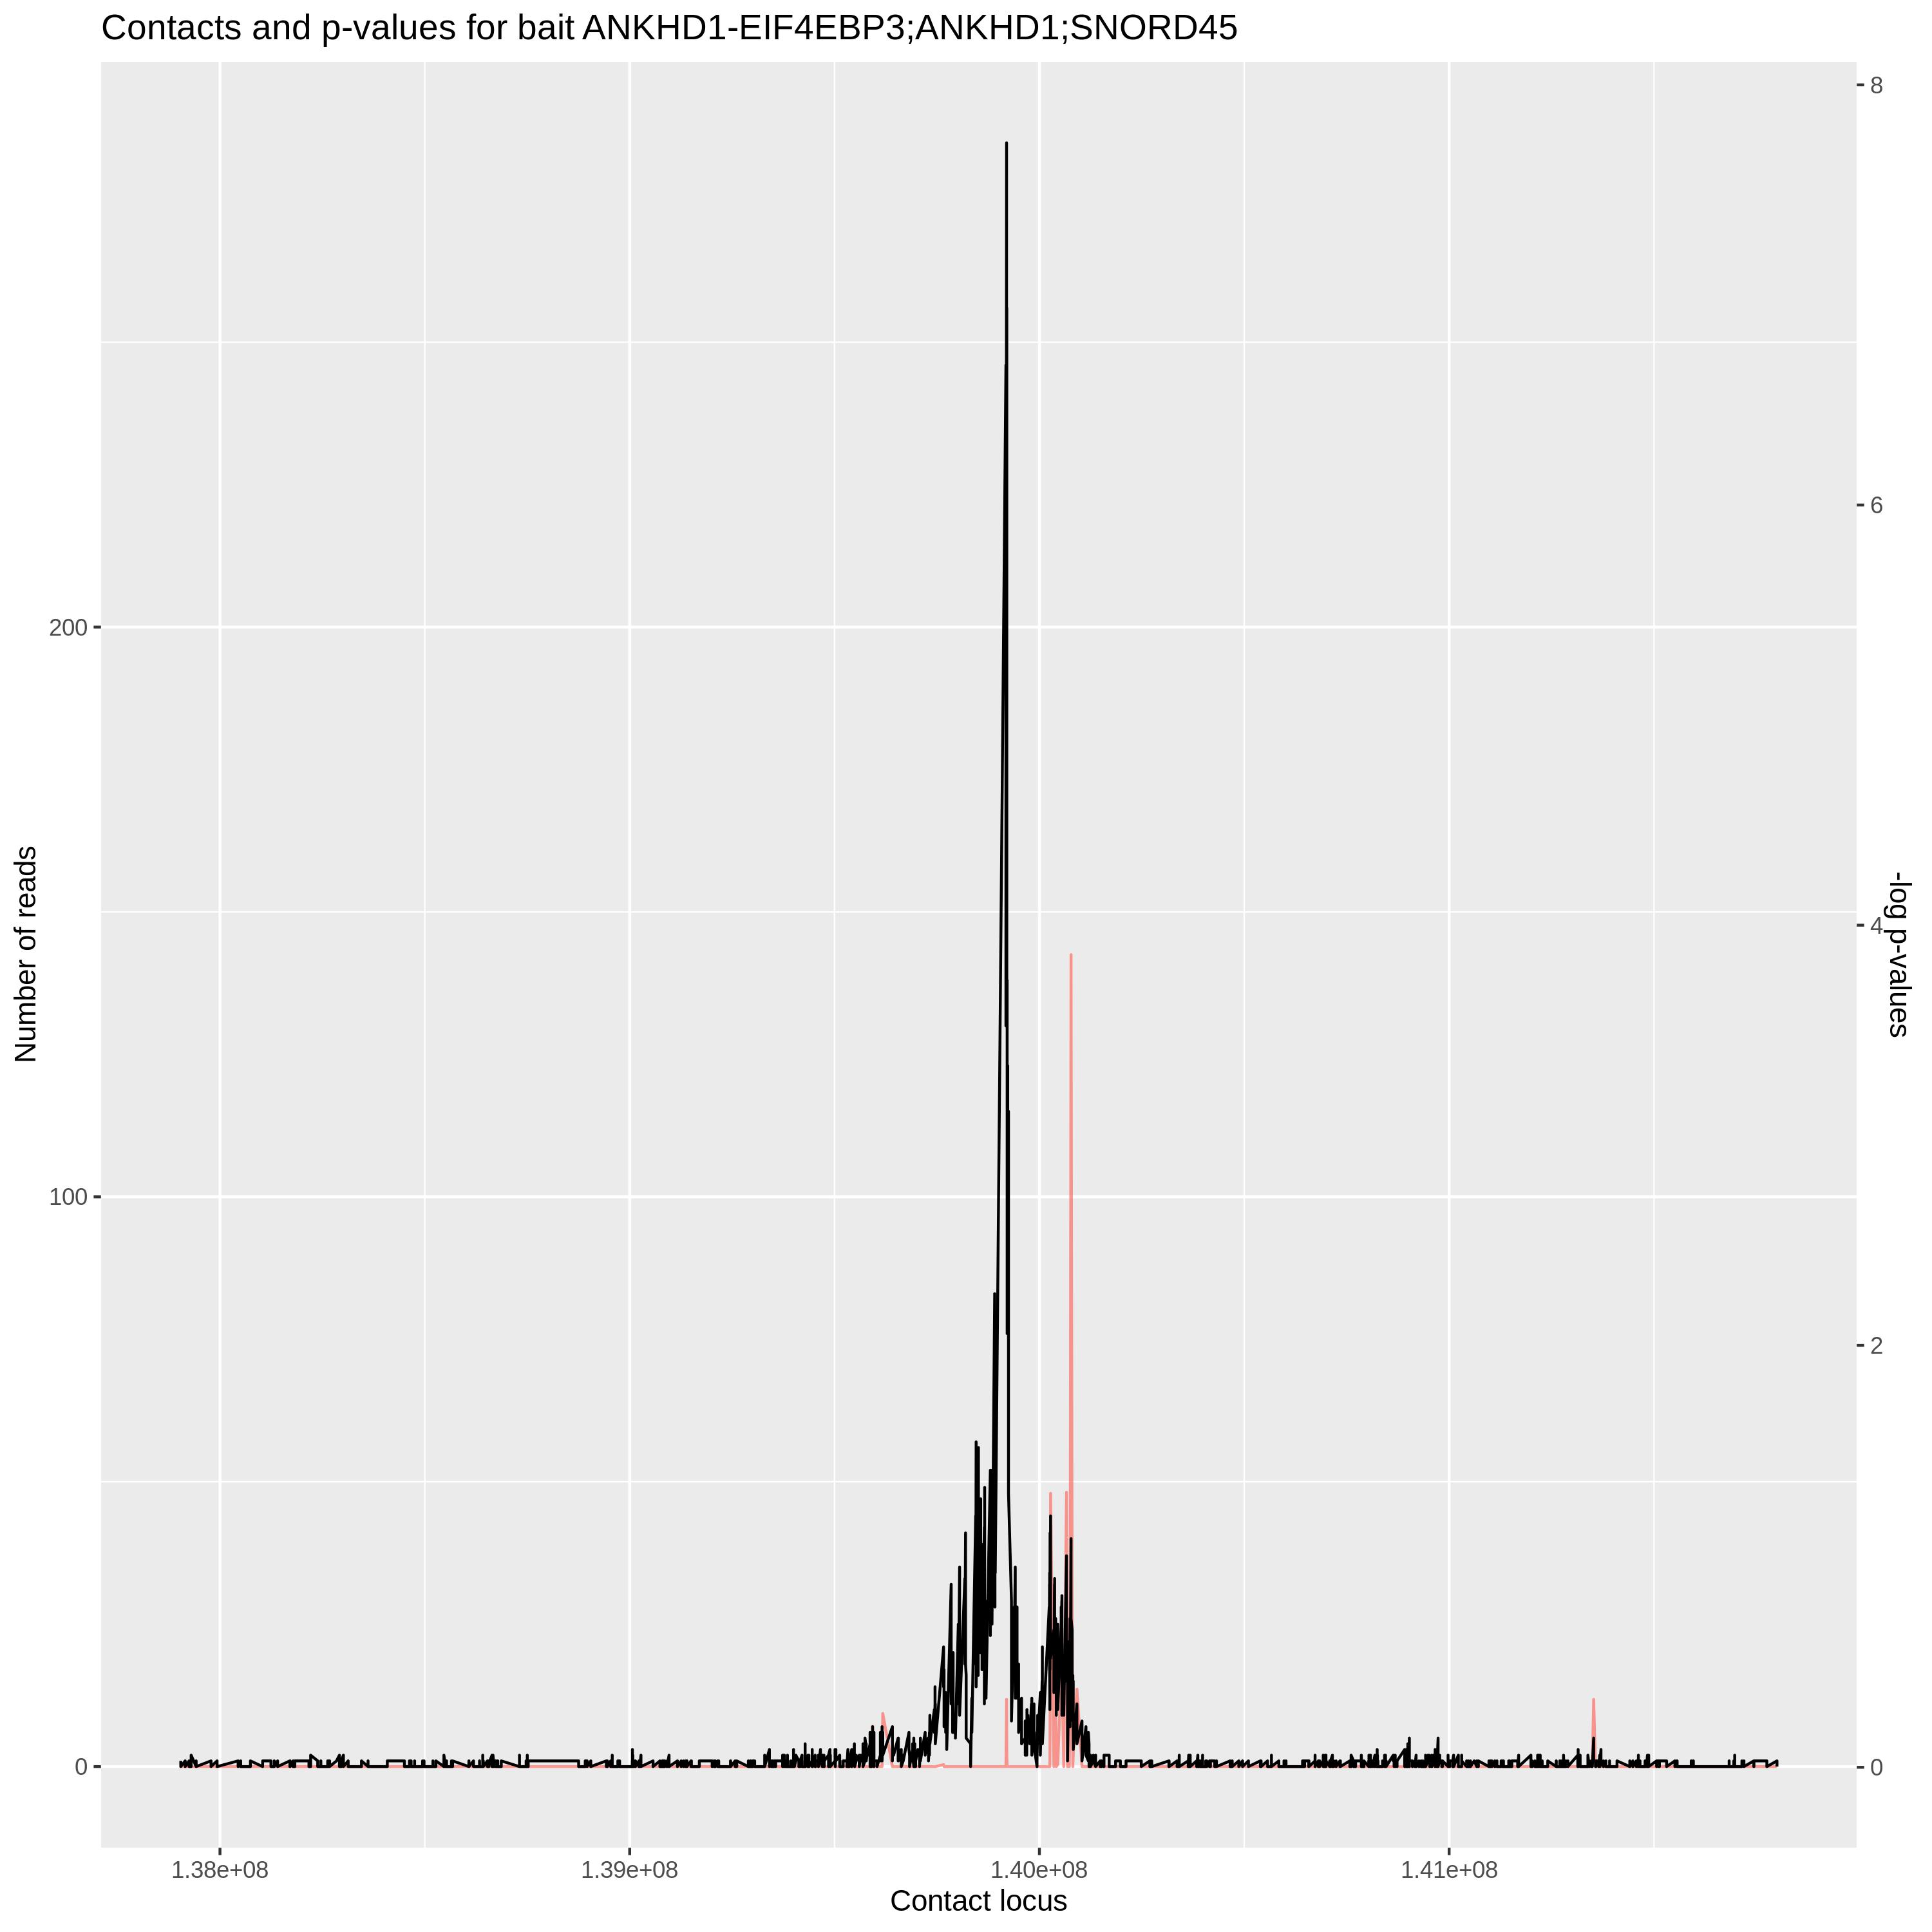 Contacts and p-values for bait ANKHD1-EIF4EBP3;ANKHD1;SNORD45
8
6
200
Number of reads
-log p-values
4
100
2
0
0
1.38e+08
1.39e+08
1.40e+08
1.41e+08
Contact locus